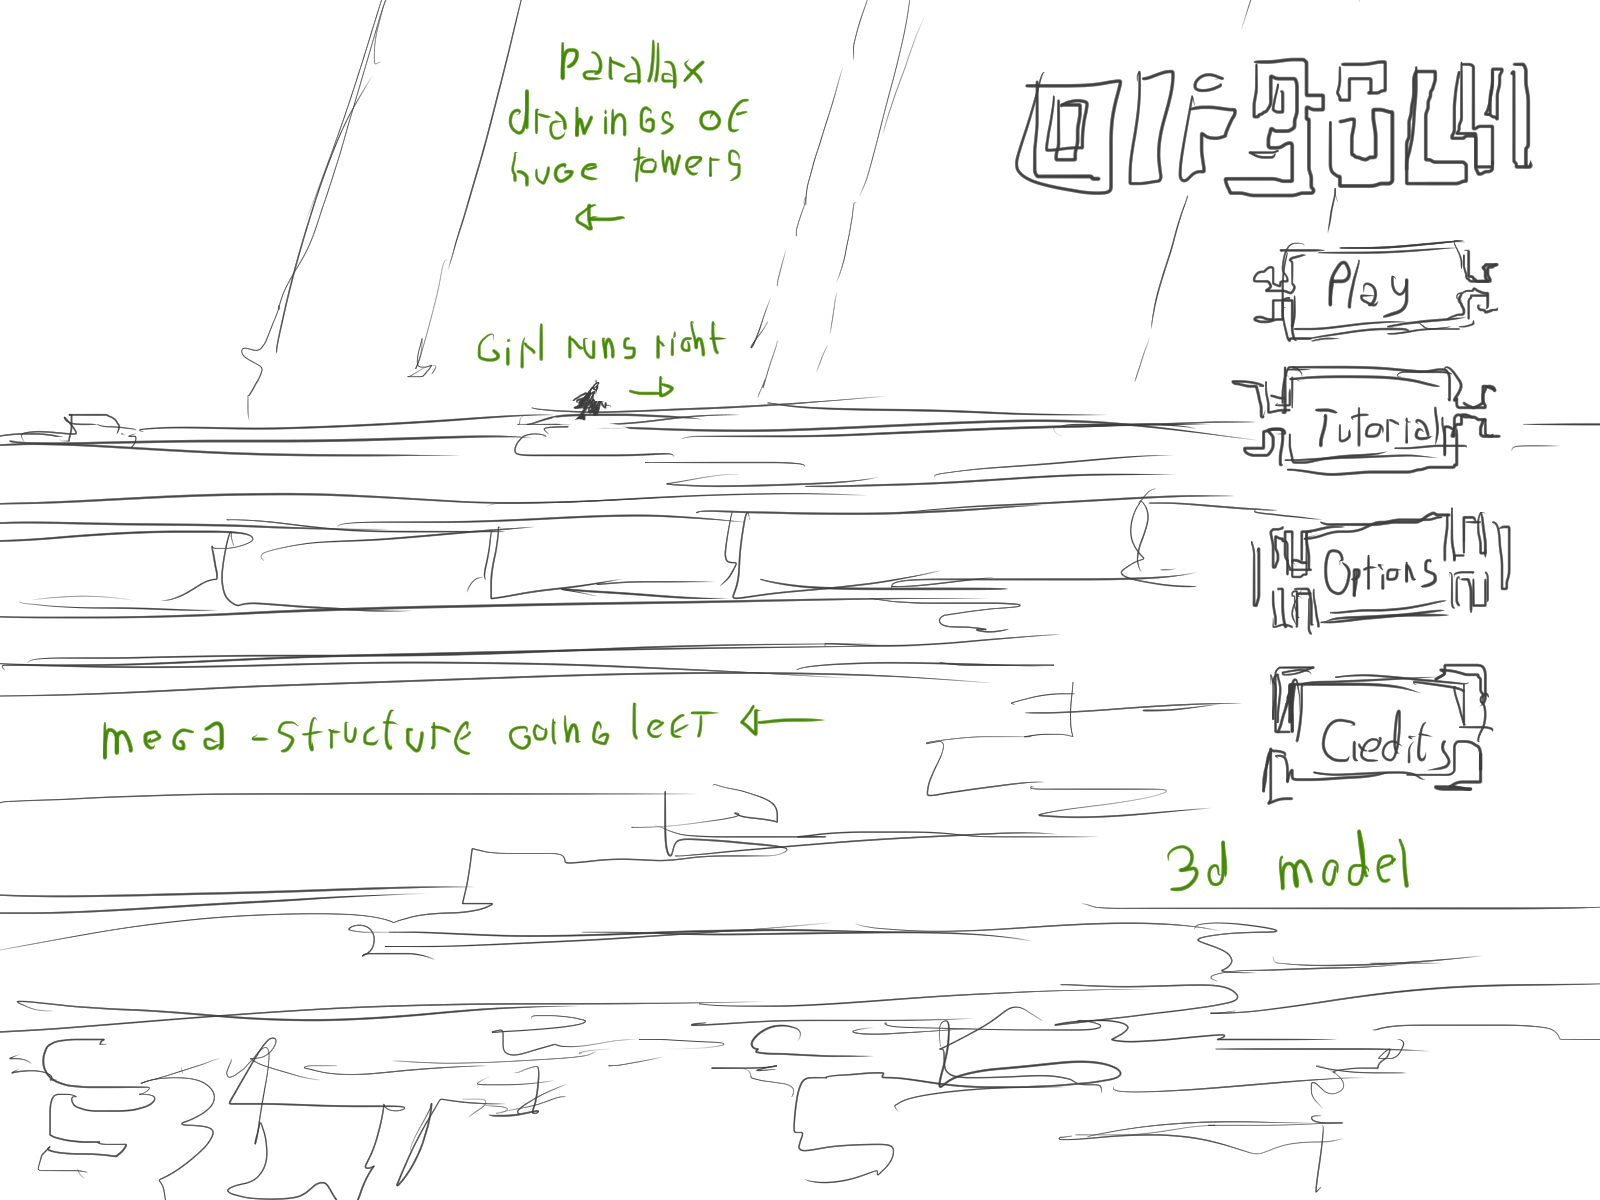 Parallax
drawings of
huge towers
Girl runs right
Play
Tutorial
Options
mega-structure going left
Credits
3d model